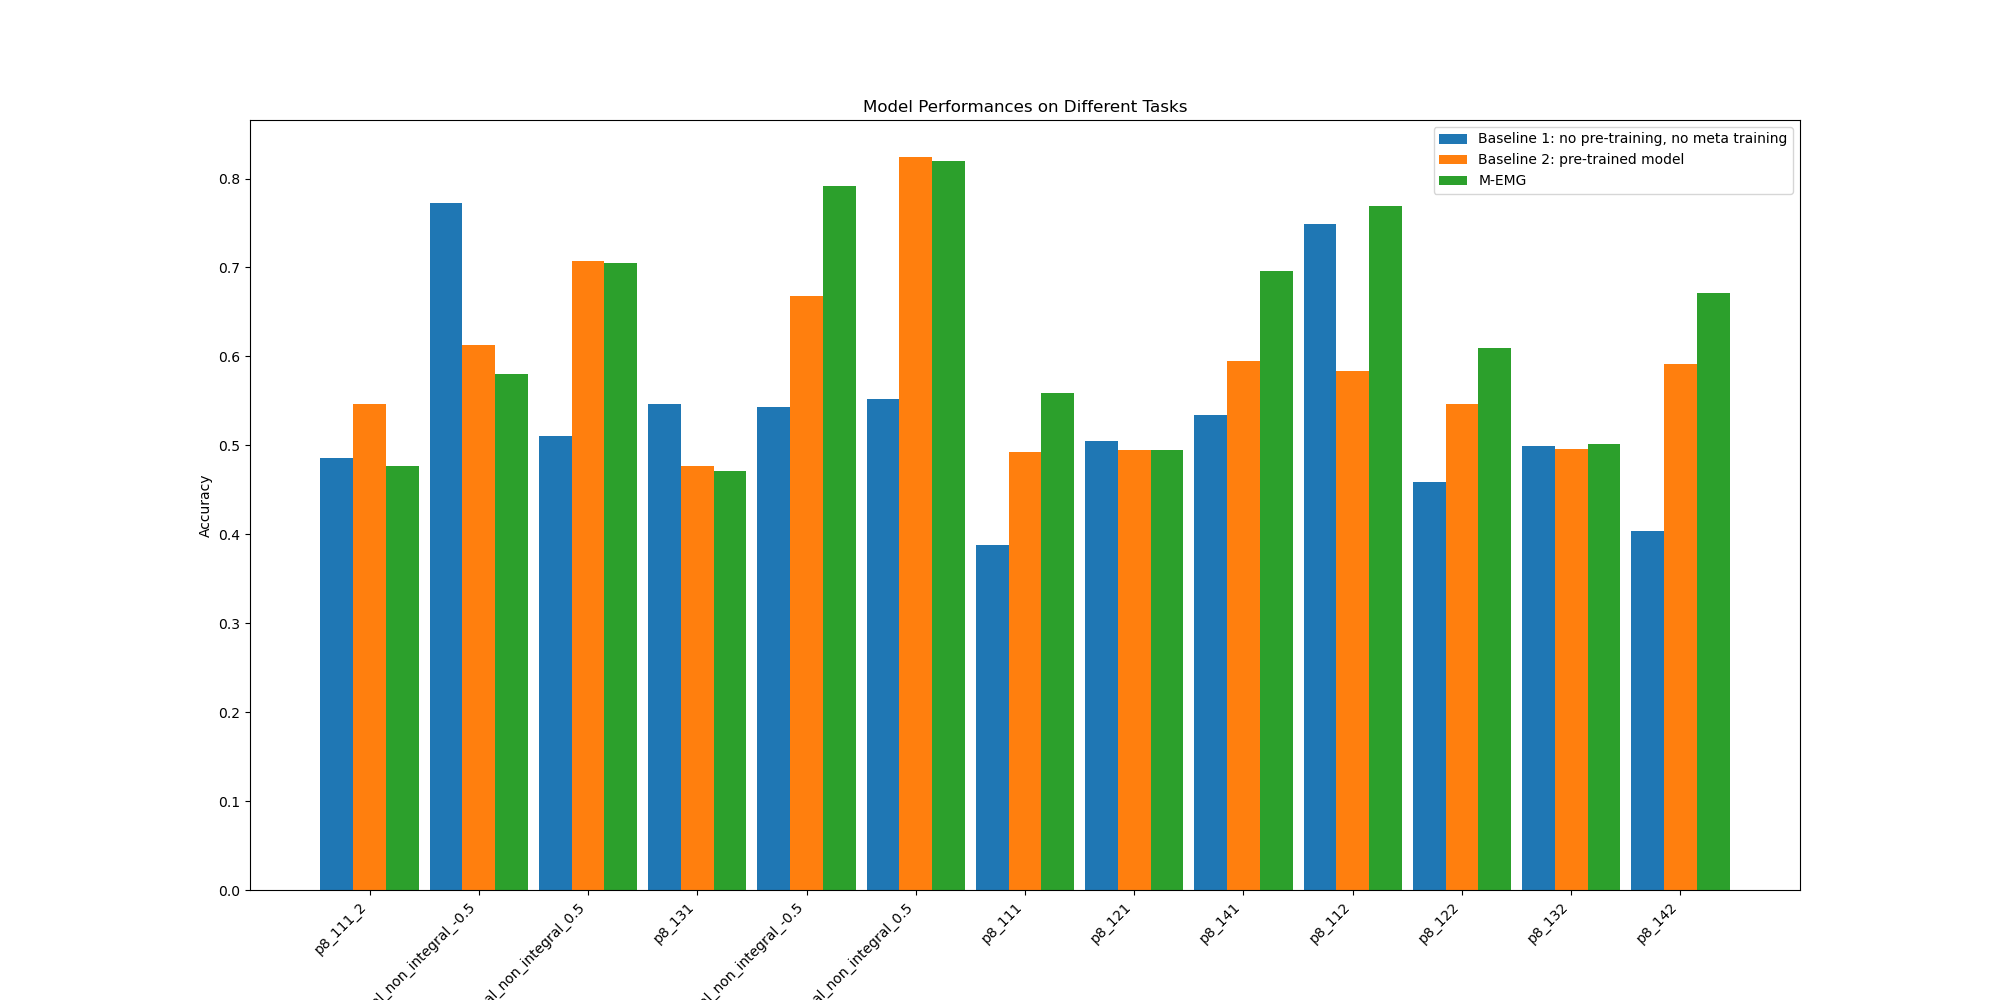 Model Performances on Different Tasks
Baseline 1: no pre-training, no meta training
Baseline 2: pre-trained model
M-EMG
Accuracy
0.8
0.7
0.6
0.5
0.4
0.3
0.2
0.1
0.0
p8_111_2
al_non_integral_-0.5
al_non_integral_0.5
p8_131
al_non_integral_-0.5
al_non_integral_0.5
p8_111
p8_121
p8_141
p8_112
p8_122
p8_132
p8_142